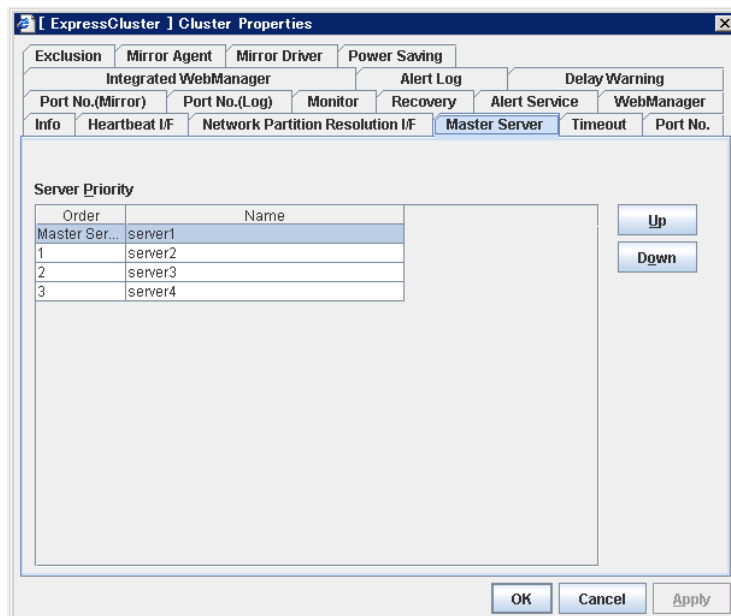 [ ExpressCluster ] Cluster Properties
Exclusion Mirror Agent Mirror Driver Power Saving
Integrated WebManager Alert Log Delay Warning
Port No.(Mirror) Port No.(Log) Monitor Recovery Alert Service WebManager
Info Heartbeat I/F Network Partition Resolution I/F Master Server Timeout Port No.
Server Priority
Order Name
Master Ser... server1
1 server2
2 server3
3 server4
Up
Down
OK Cancel Apply